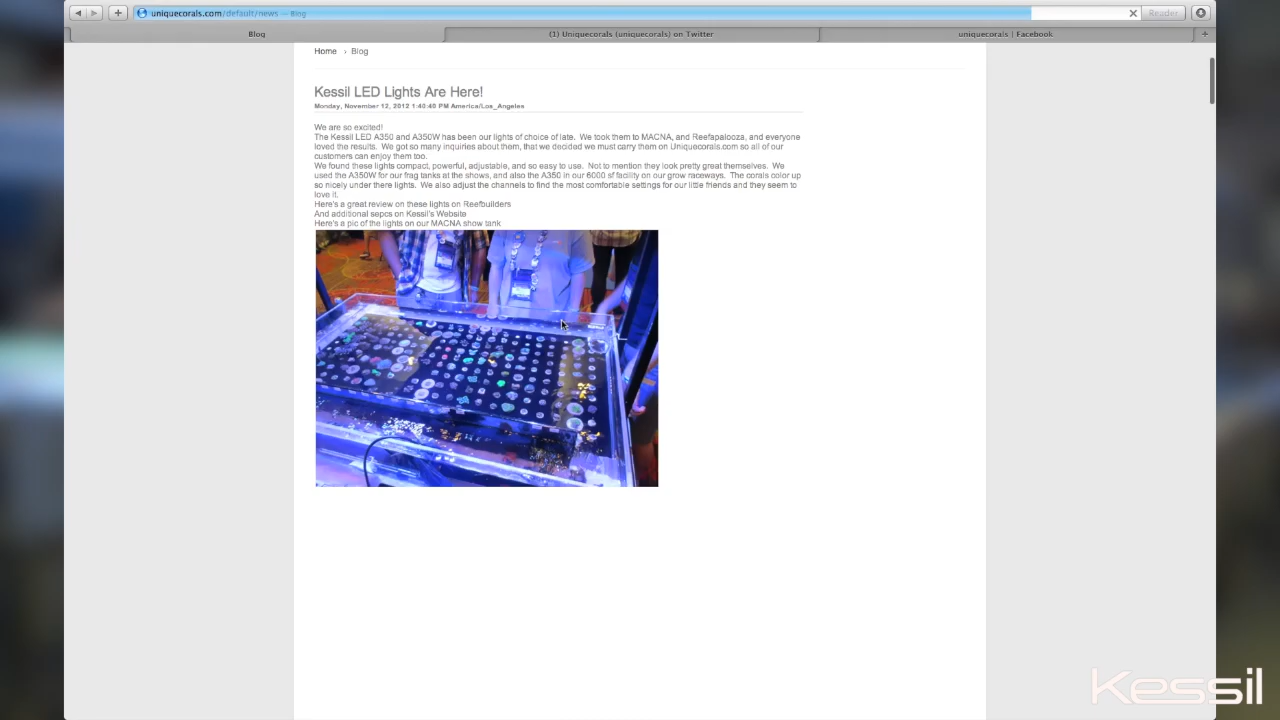 uniquecorals.com/default/news — Blog
Reader
Blog
(1) Uniquecorals (uniquecorals) on Twitter
uniquecorals | Facebook
Home › Blog
Kessil LED Lights Are Here!
Monday, November 12, 2012 1:40:40 PM America/Los_Angeles
We are so excited!
The Kessil LED A350 and A350W has been our lights of choice of late. We took them to MACNA, and Reefapalooza, and everyone
loved the results. We got so many inquiries about them, that we decided we must carry them on Uniquecorals.com so all of our
customers can enjoy them too.
We found these lights compact, powerful, adjustable, and so easy to use. Not to mention they look pretty great themselves. We
used the A350W for our frag tanks at the shows, and also the A350 in our 6000 sf facility on our grow raceways. The corals color up
so nicely under there lights. We also adjust the channels to find the most comfortable settings for our little friends and they seem to
love it.
Here's a great review on these lights on Reefbuilders
And additional sepcs on Kessil's Website
Here's a pic of the lights on our MACNA show tank
Kessil